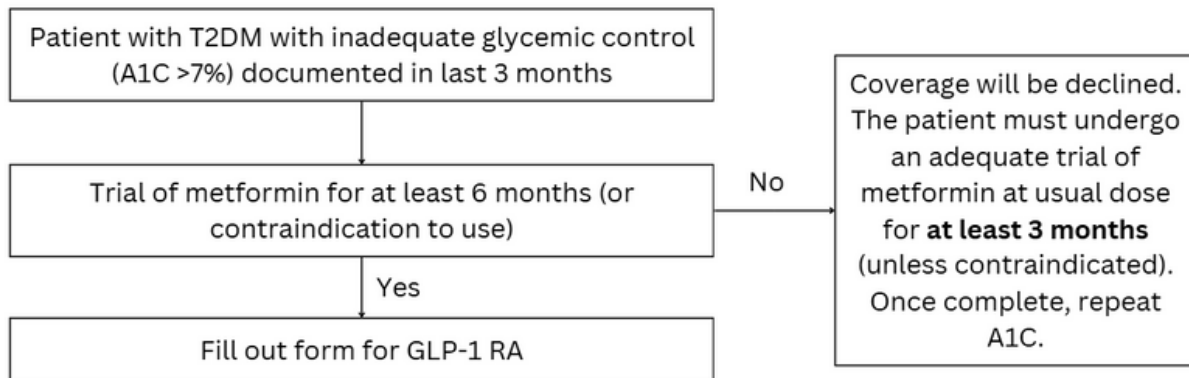 Patient with T2DM with inadequate glycemic control
(A1C >7%) documented in last 3 months
Trial of metformin for at least 6 months (or
contraindication to use)
No
Coverage will be declined.
The patient must undergo
an adequate trial of
metformin at usual dose
for at least 3 months
(unless contraindicated).
Once complete, repeat
A1C.
Yes
Fill out form for GLP-1 RA